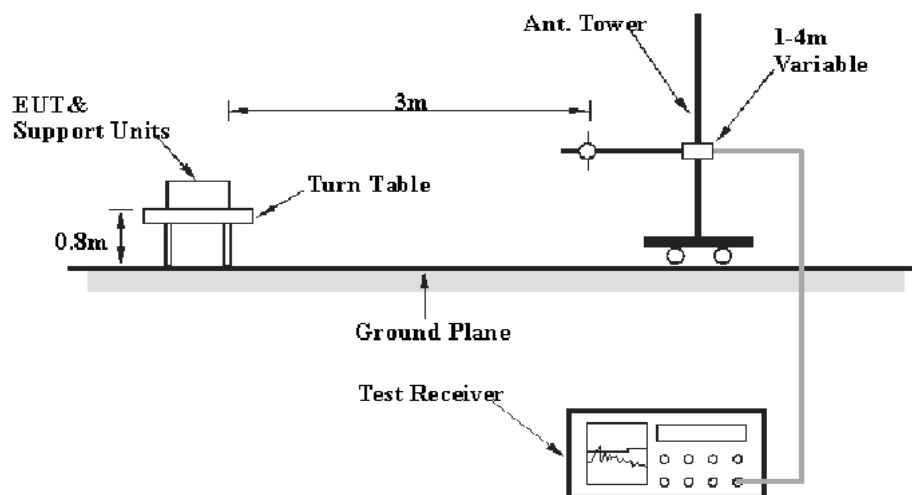 Ant. Tower
1-4m
Variable
3m
EUT&
Support Units
Turn Table
0.8m
Ground Plane
Test Receiver